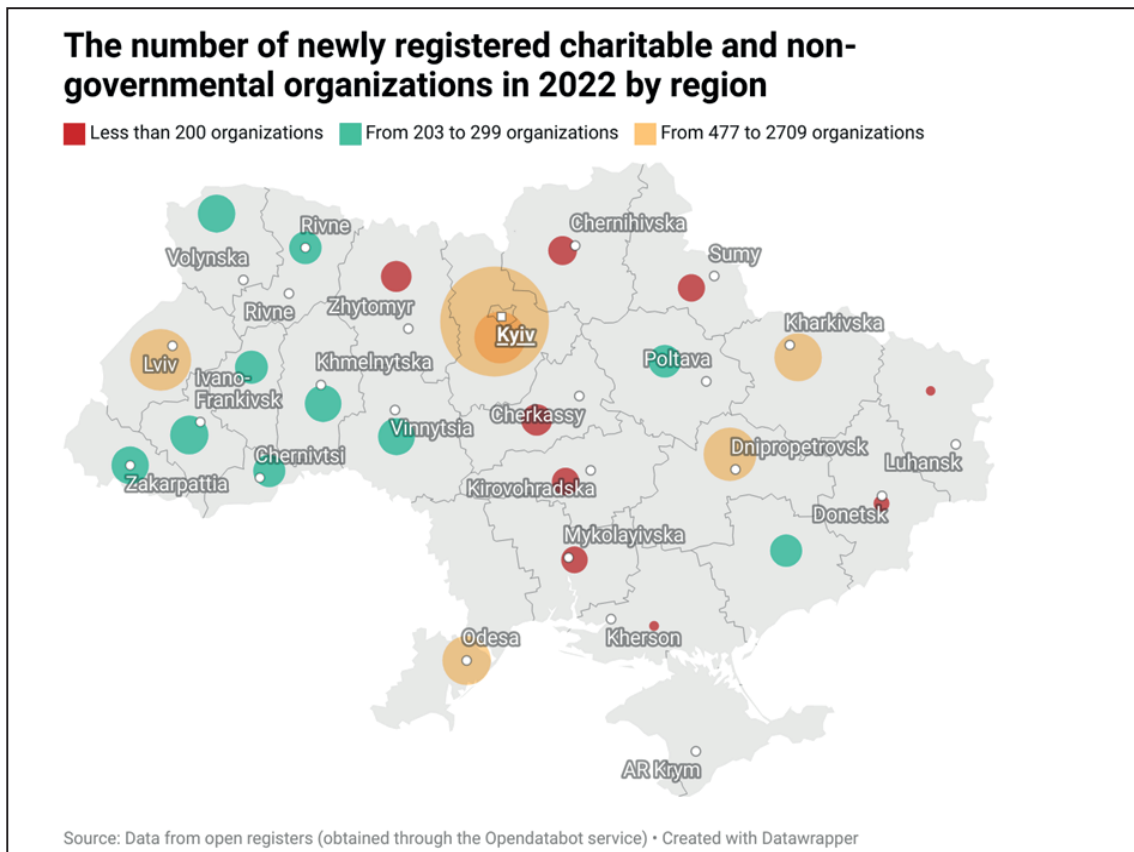 The number of newly registered charitable and non-
governmental organizations in 2022 by region
Less than 200 organizations From 203 to 299 organizations From 477 to 2709 organizations
Chernihivska
Rivne
Sumy
Volynska
Rivne
Zhytomyr
Kharkivska
Kyiv
Lviv
Khmelnytska
Poltava
Ivano-
Frankivsk
Cherkassy
Vinnytsia
Dnipropetrovsk
Chernivtsi
Luhansk
Zakarpattia
Kirovohradska
Donetsk
Mykolayivska
Odesa
Kherson
AR Krym
Source: Data from open registers (obtained through the Opendatabot service) • Created with Datawrapper